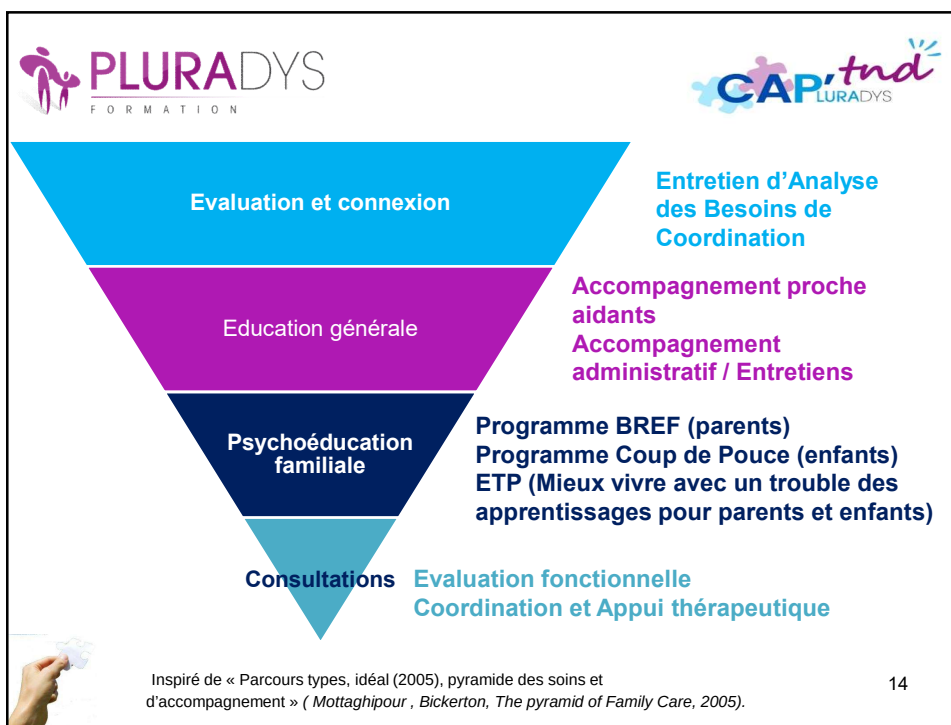 PLURADYS
FORMATION
CAP'tnd
PLURADYS
Evaluation et connexion
Entretien d'Analyse
des Besoins de
Coordination
Education générale
Accompagnement proche
aidants
Accompagnement
administratif / Entretiens
Psychoéducation
familiale
Programme BREF (parents)
Programme Coup de Pouce (enfants)
ETP (Mieux vivre avec un trouble des
apprentissages pour parents et enfants)
Consultations
Evaluation fonctionnelle
Coordination et Appui thérapeutique
Inspiré de « Parcours types, idéal (2005), pyramide des soins et
d'accompagnement » ( Mottaghipour , Bickerton, The pyramid of Family Care, 2005).
14